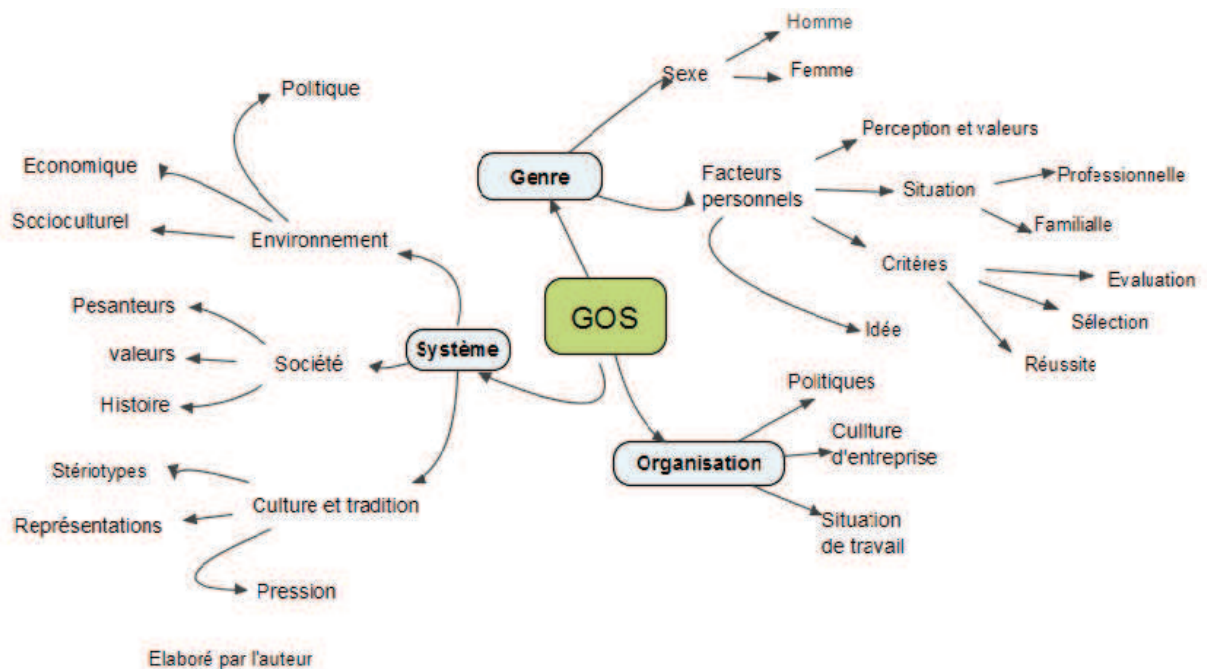 Homme
Sexe
Femme
Politique
Perception et valeurs
Economique
Genre
Facteurs
personnels
Situation
Professionnelle
Familialle
Sccioculturel
Environnement
Critères
Evaluation
Sélection
Réussite
Idée
GOS
Pesanteurs
valeurs
Société
Histoire
Système
Politiques
Organisation
Cullture
d'entreprise
Situation
de travail
Stériotypes
Culture et tradition
Représentations
Pression
Elaboré par l'auteur